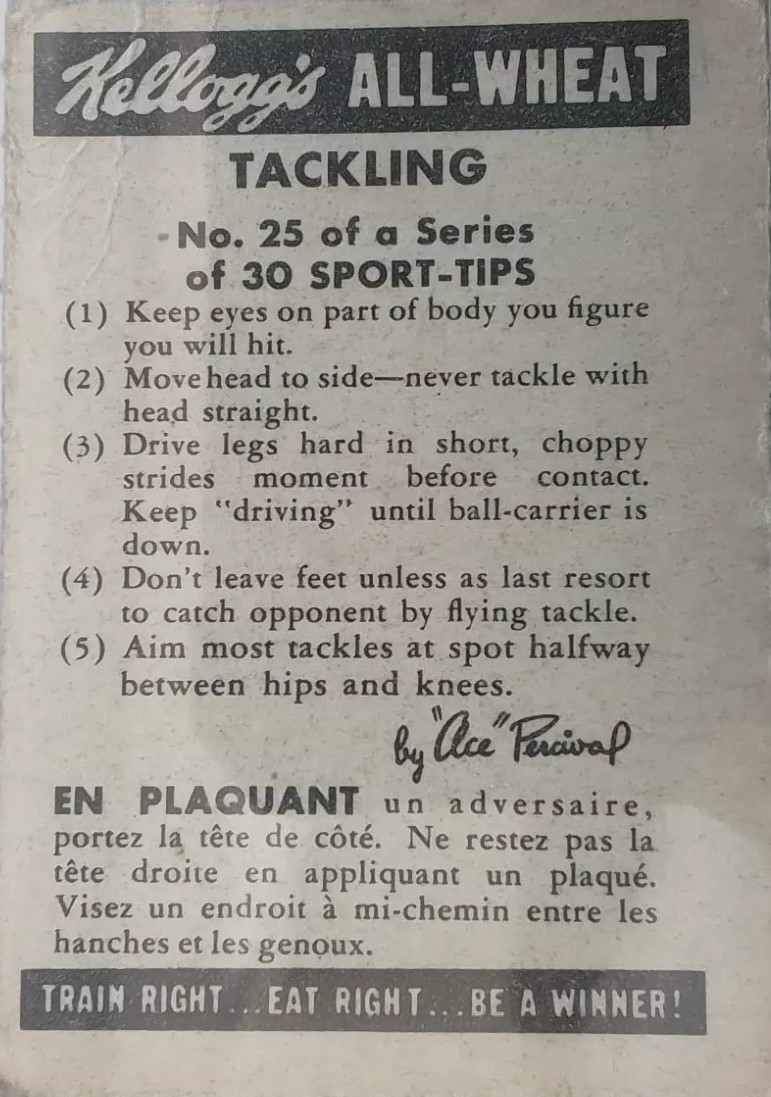 Kellogg's ALL-WHEAT
TACKLING
No. 25 of a Series
of 30 SPORT-TIPS
(1) Keep eyes on part of body you figure
you will hit.
(2) Move head to side—never tackle with
head straight.
(3) Drive legs hard in short, choppy
strides moment before contact.
Keep "driving" until ball-carrier is
down.
(4) Don't leave feet unless as last resort
to catch opponent by flying tackle.
(5) Aim most tackles at spot halfway
between hips and knees.
by "Ace" Percival
EN PLAQUANT un adversaire,
portez la tête de côté. Ne restez pas la
tête droite en appliquant un plaqué.
Visez un endroit à mi-chemin entre les
hanches et les genoux.
TRAIN RIGHT...EAT RIGHT...BE A WINNER!